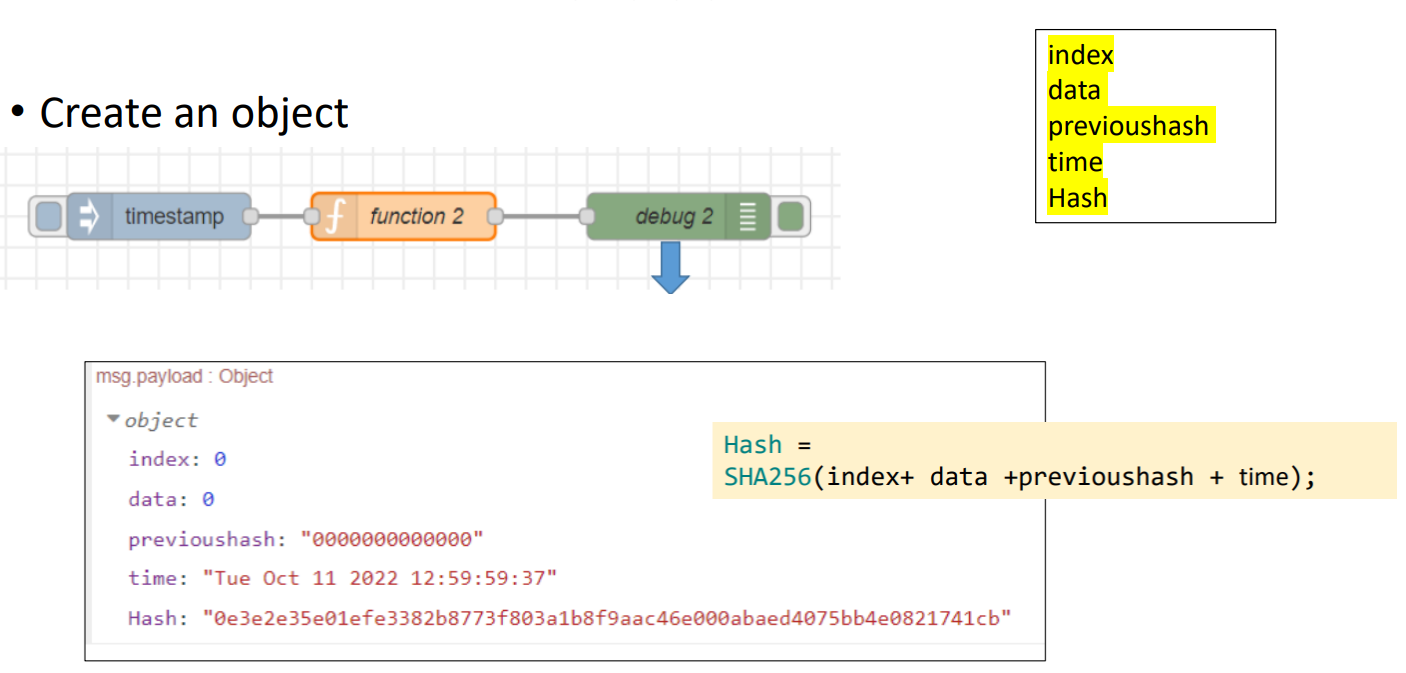 • Create an object
index
data
previoushash
time
Hash
timestamp
f
function 2
debug 2
msg.payload : Object
object
index: 0
data: 0
previoushash: "0000000000000"
time: "Tue Oct 11 2022 12:59:59:37"
Hash: "0e3e2e35e01efe3382b8773f803a1b8f9aac46e000abaed4075bb4e0821741cb"
Hash =
SHA256(index+ data +previoushash + time);